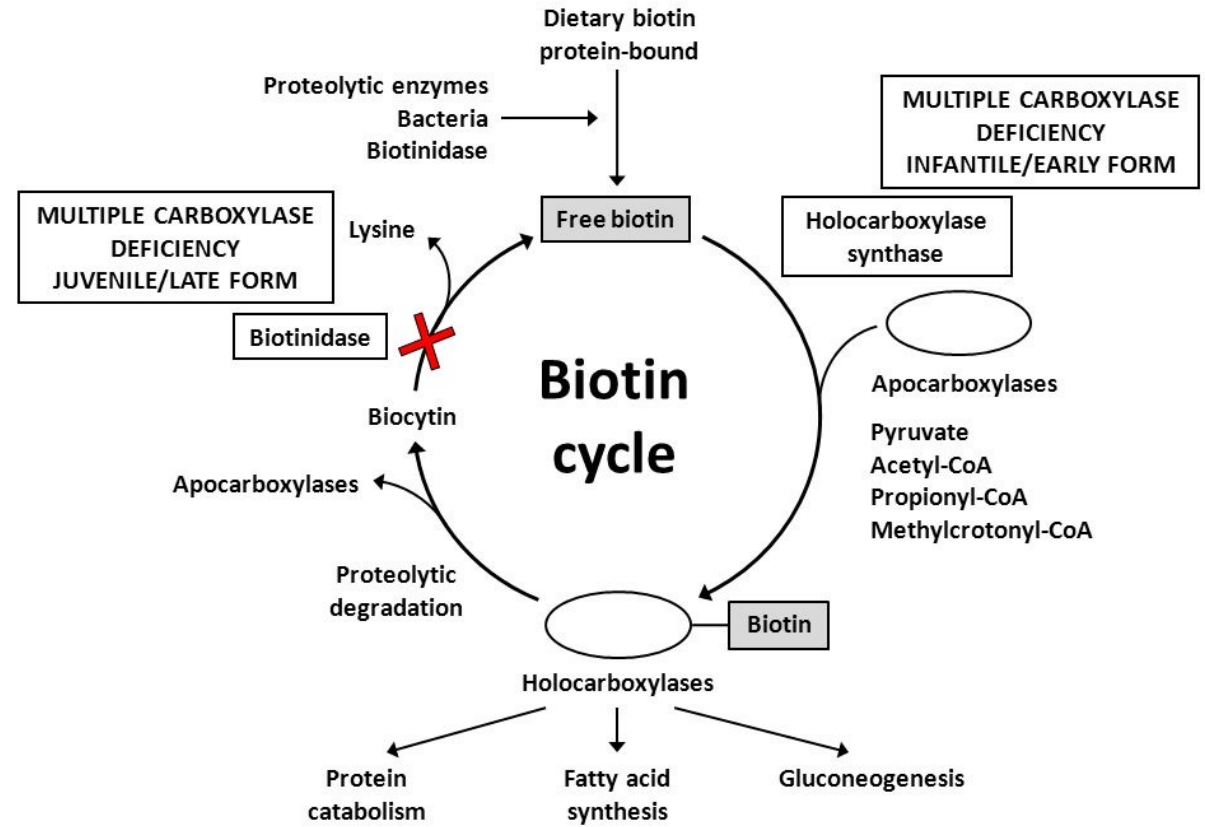 Dietary biotin
protein-bound
Proteolytic enzymes
Bacteria
Biotinidase
MULTIPLE CARBOXYLASE
DEFICIENCY
INFANTILE/EARLY FORM
MULTIPLE CARBOXYLASE
DEFICIENCY
JUVENILE/LATE FORM
Lysine
Free biotin
Holocarboxylase
synthase
Biotinidase
Biotin
cycle
Apocarboxylases
Pyruvate
Acetyl-CoA
Propionyl-CoA
Methylcrotonyl-CoA
Biocytin
Apocarboxylases
Proteolytic
degradation
Biotin
Holocarboxylases
Protein
catabolism
Fatty acid
synthesis
Gluconeogenesis